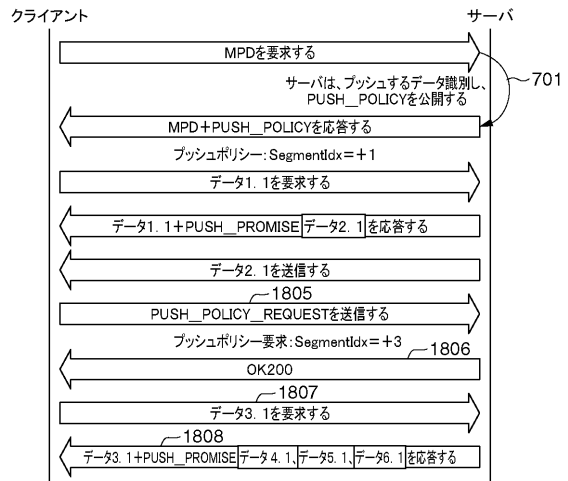 クライアント
サーバ
MPDを要求する
サーバは、プッシュするデータ識別し、
PUSH__POLICYを公開する
701
MPD+PUSH__POLICYを応答する
プッシュポリシー:SegmentIdx=+1
データ1.1を要求する
データ1.1+PUSH__PROMISE データ2.1 を応答する
データ2.1を送信する
1805
PUSH__POLICY__REQUESTを送信する
プッシュポリシー要求:SegmentIdx=+3
1806
OK200
1807
データ3.1を要求する
1808
データ3.1+PUSH__PROMISE データ4.1、データ5.1、データ6.1 を応答する